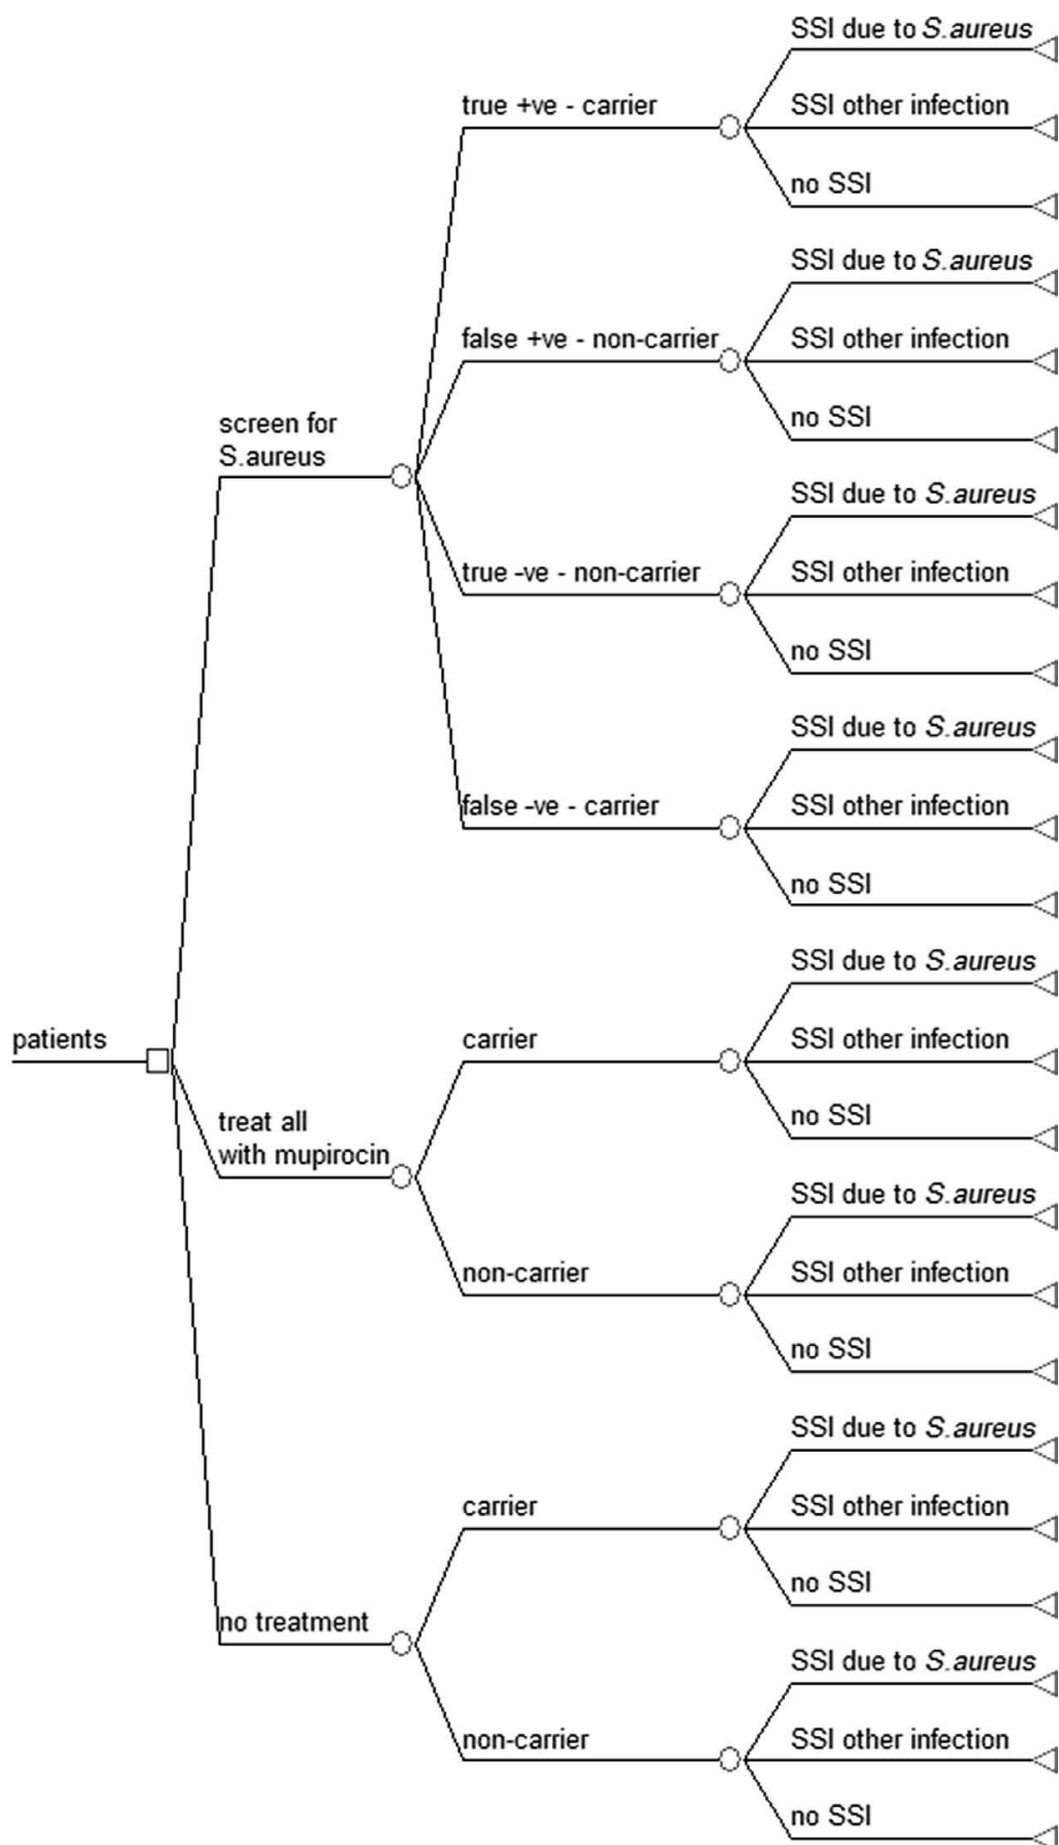 SSI due to S.aureus
true +ve - carrier
SSI other infection
no SSI
SSI due to S.aureus
false +ve - non-carrier
SSI other infection
no SSI
screen for
S.aureus
SSI due to S.aureus
true -ve - non-carrier
SSI other infection
no SSI
SSI due to S.aureus
false -ve - carrier
SSI other infection
no SSI
patients
SSI due to S.aureus
carrier
SSI other infection
no SSI
treat all
with mupirocin
SSI due to S.aureus
non-carrier
SSI other infection
no SSI
SSI due to S.aureus
carrier
SSI other infection
no SSI
no treatment
SSI due to S.aureus
non-carrier
SSI other infection
no SSI